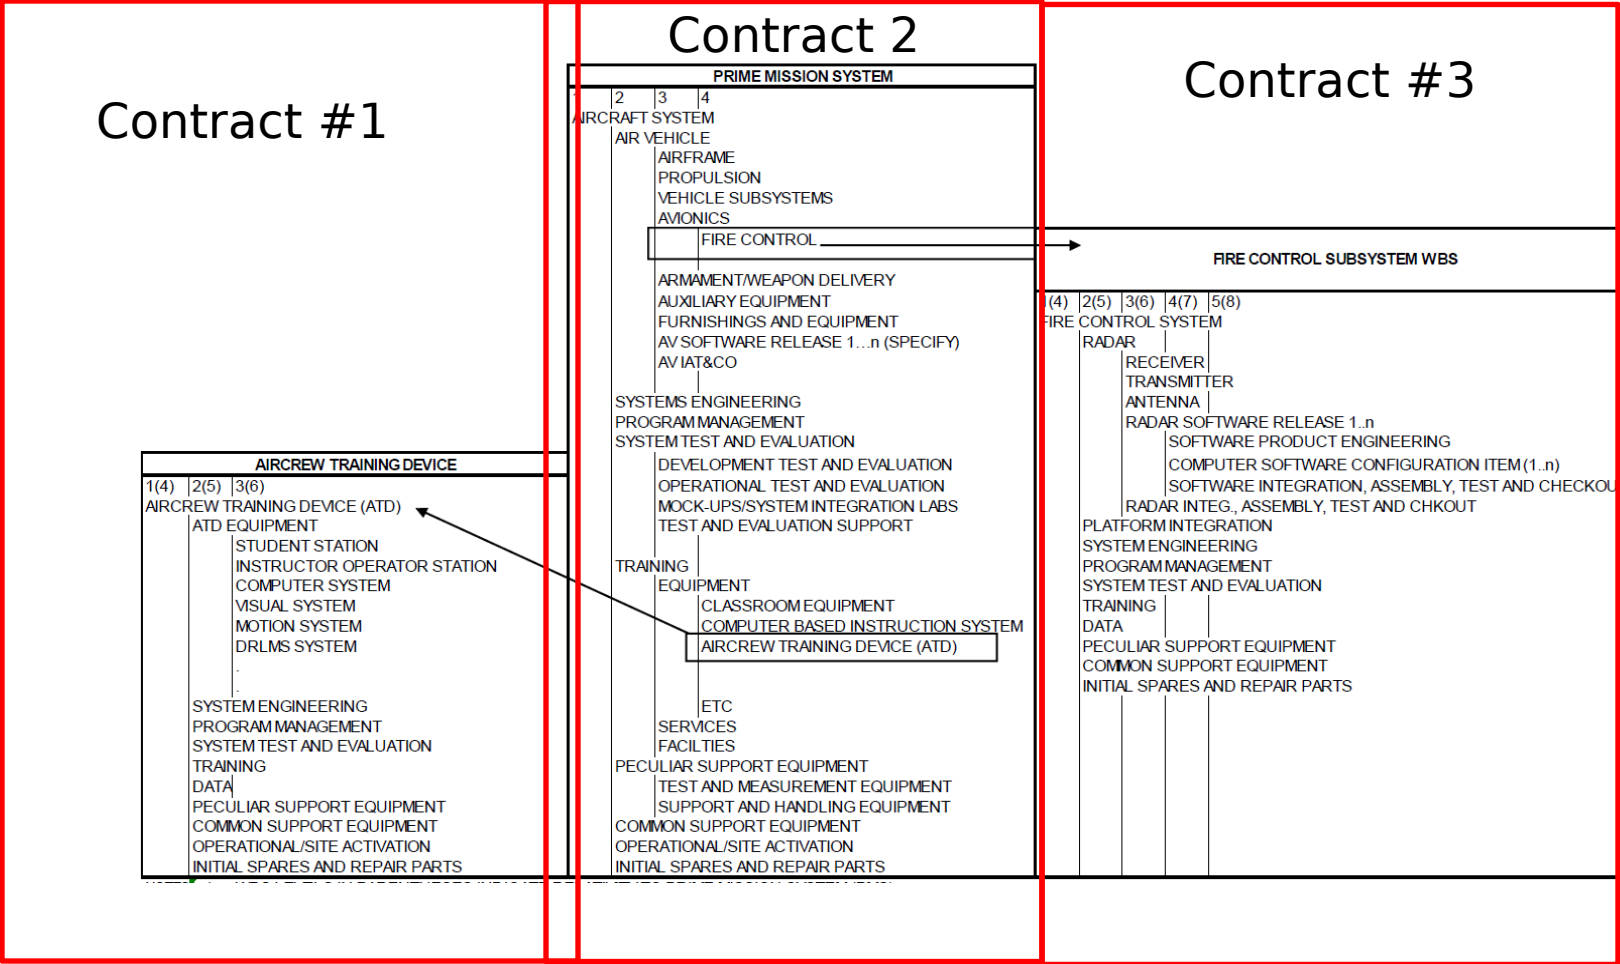 Contract #1
AIRCREW TRAINING DEVICE
1(4) 2(5) 3(6)
AIRCREW TRAINING DEVICE (ATD)
ATD EQUIPMENT
STUDENT STATION
INSTRUCTOR OPERATOR STATION
COMPUTER SYSTEM
VISUAL SYSTEM
MOTION SYSTEM
DRLMS SYSTEM
.
.
SYSTEM ENGINEERING
PROGRAM MANAGEMENT
SYSTEM TEST AND EVALUATION
TRAINING
DATA
PECULIAR SUPPORT EQUIPMENT
COMMON SUPPORT EQUIPMENT
OPERATIONAL/SITE ACTIVATION
INITIAL SPARES AND REPAIR PARTS
Contract 2
PRIME MISSION SYSTEM
1 2 3 4
AIRCRAFT SYSTEM
AIR VEHICLE
AIRFRAME
PROPULSION
VEHICLE SUBSYSTEMS
AVIONICS
FIRE CONTROL
ARMAMENT/WEAPON DELIVERY
AUXILIARY EQUIPMENT
FURNISHINGS AND EQUIPMENT
AV SOFTWARE RELEASE 1…n (SPECIFY)
AV IAT&CO
SYSTEMS ENGINEERING
PROGRAM MANAGEMENT
SYSTEM TEST AND EVALUATION
DEVELOPMENT TEST AND EVALUATION
OPERATIONAL TEST AND EVALUATION
MOCK-UPS/SYSTEM INTEGRATION LABS
TEST AND EVALUATION SUPPORT
TRAINING
EQUIPMENT
CLASSROOM EQUIPMENT
COMPUTER BASED INSTRUCTION SYSTEM
AIRCREW TRAINING DEVICE (ATD)
ETC
SERVICES
FACILTIES
PECULIAR SUPPORT EQUIPMENT
TEST AND MEASUREMENT EQUIPMENT
SUPPORT AND HANDLING EQUIPMENT
COMMON SUPPORT EQUIPMENT
OPERATIONAL/SITE ACTIVATION
INITIAL SPARES AND REPAIR PARTS
Contract #3
FIRE CONTROL SUBSYSTEM WBS
1(4) 2(5) 3(6) 4(7) 5(8)
FIRE CONTROL SYSTEM
RADAR
RECEIVER
TRANSMITTER
ANTENNA
RADAR SOFTWARE RELEASE 1..n
SOFTWARE PRODUCT ENGINEERING
COMPUTER SOFTWARE CONFIGURATION ITEM (1..n)
SOFTWARE INTEGRATION, ASSEMBLY, TEST AND CHECKOU
RADAR INTEG., ASSEMBLY, TEST AND CHKOUT
PLATFORM INTEGRATION
SYSTEM ENGINEERING
PROGRAM MANAGEMENT
SYSTEM TEST AND EVALUATION
TRAINING
DATA
PECULIAR SUPPORT EQUIPMENT
COMMON SUPPORT EQUIPMENT
INITIAL SPARES AND REPAIR PARTS